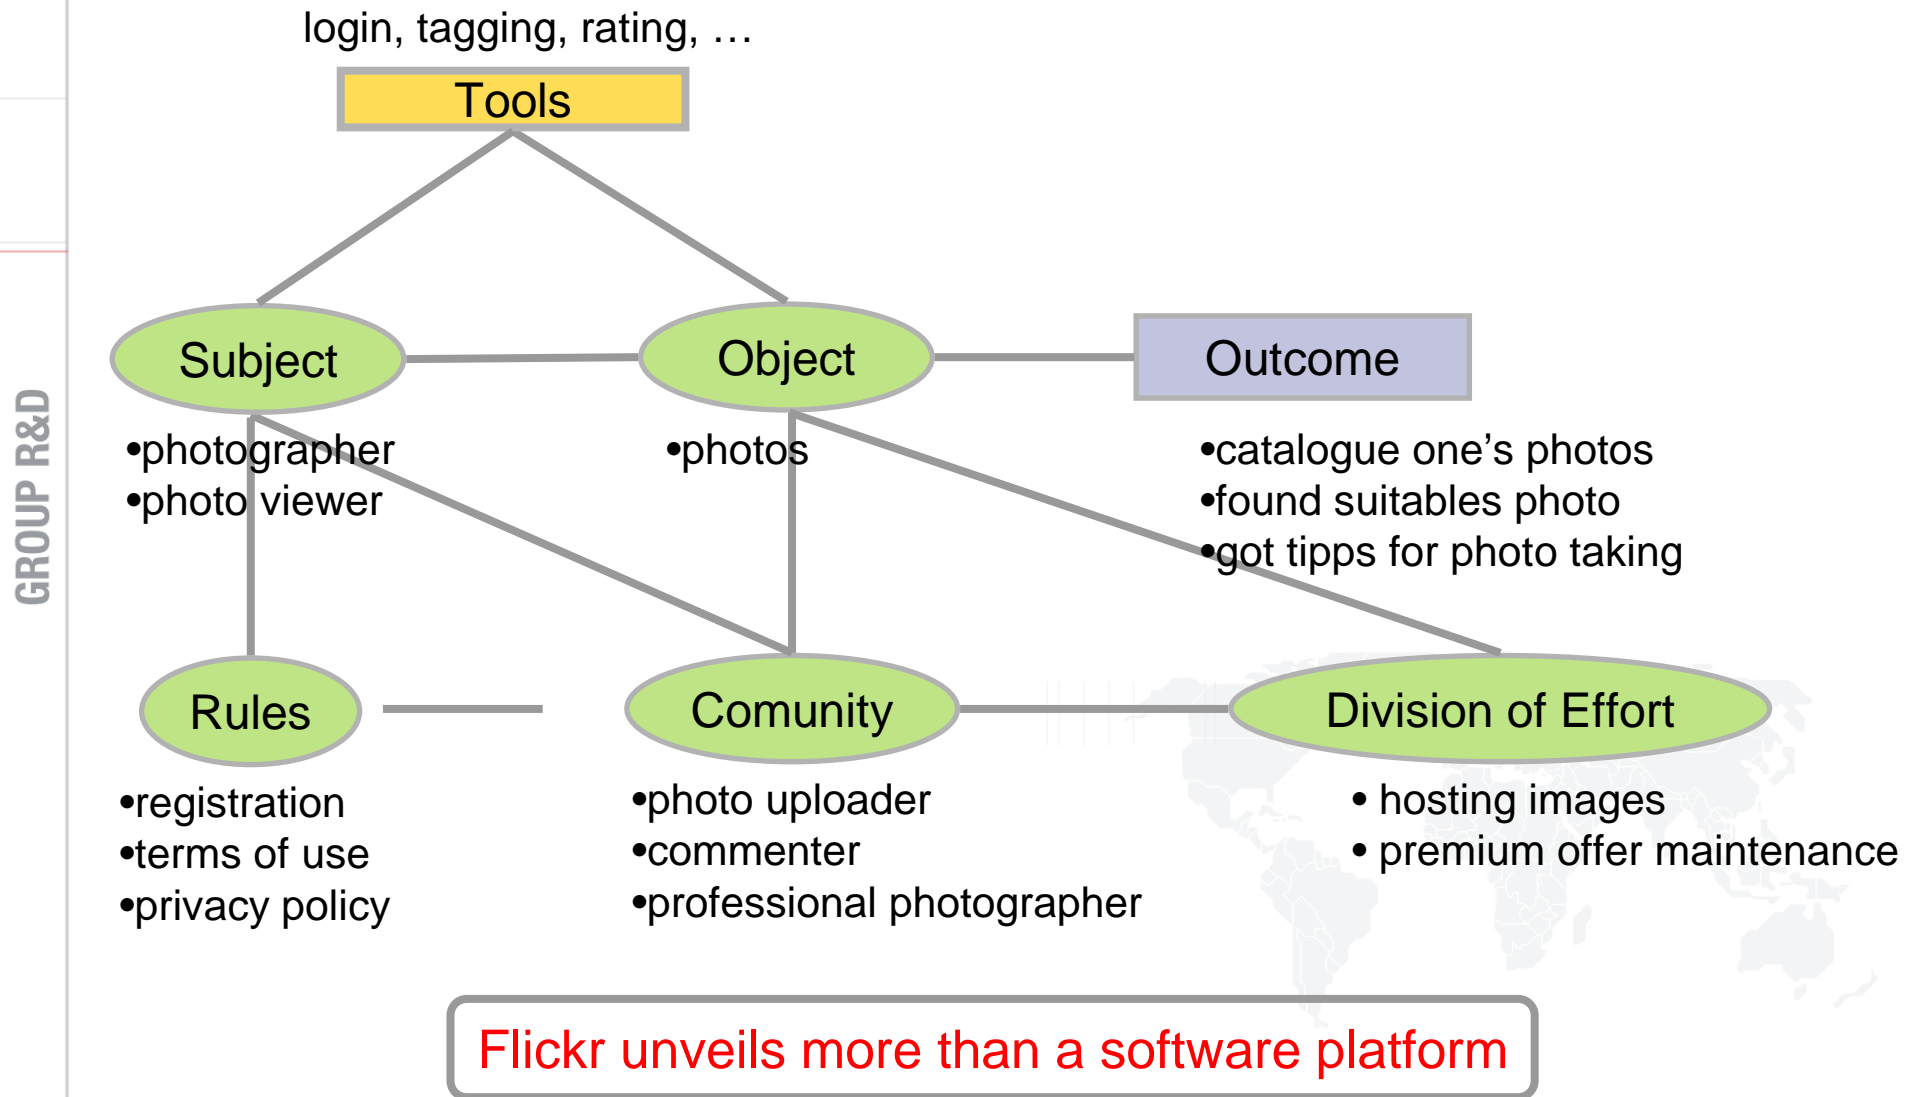 login, tagging, rating, …
Tools
Subject
Object
Outcome
•photographer
•photo viewer
•photos
•catalogue one’s photos
•found suitables photo
•got tipps for photo taking
GROUP R&D
Rules
Comunity
Division of Effort
•registration
•terms of use
•privacy policy
•photo uploader
•commenter
•professional photographer
• hosting images
• premium offer maintenance
Flickr unveils more than a software platform